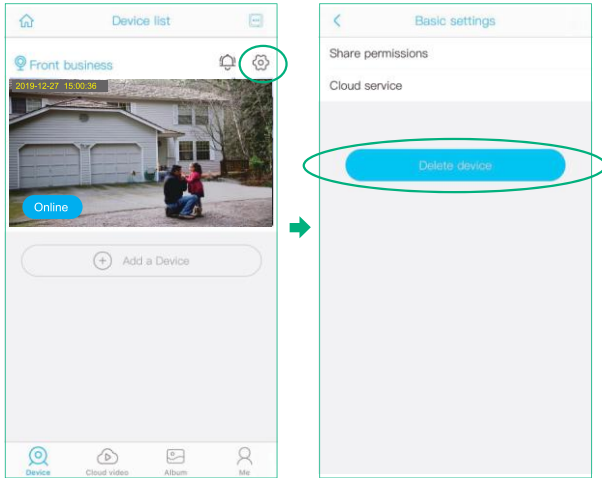 Device list
Front business
2019-12-27 15:00:36
Online
Add a Device
Device
Cloud video
Album
Me
Basic settings
Share permissions
Cloud service
Delete device